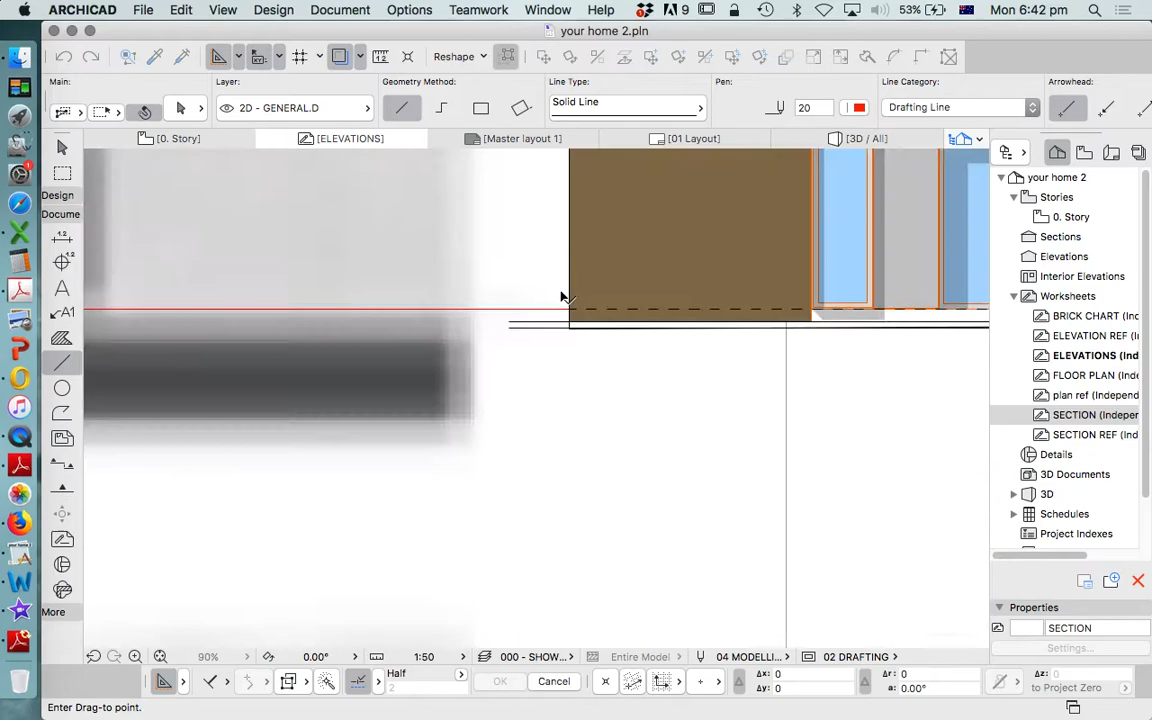 ARCHICAD File Edit View Design Document Options Teamwork Window Help 9 53% Mon 6:42 pm
your home 2.pln
Reshape
Main: Layer: Geometry Method: Line Type: Pen: Line Category: Arrowhead:
2D - GENERAL.D Solid Line 20 Drafting Line
[0. Story] [ELEVATIONS] [Master layout 1] [01 Layout] [3D / All]
Design
Docume
More
your home 2
Stories
0. Story
Sections
Elevations
Interior Elevations
Worksheets
BRICK CHART (Inc
ELEVATION REF (I
ELEVATIONS (Ind
FLOOR PLAN (Inde
plan ref (Independ
SECTION (Indeper
SECTION REF (Ind
Details
3D Documents
3D
Schedules
Project Indexes
Properties
SECTION
Settings...
90% 0.00° 1:50 000 - SHOW... Entire Model 04 MODELLI... 02 DRAFTING
Half
2
OK Cancel
Δx: 0
Δy: 0
Δr: 0
a: 0.00°
Δz: 0
to Project Zero
Enter Drag-to point.